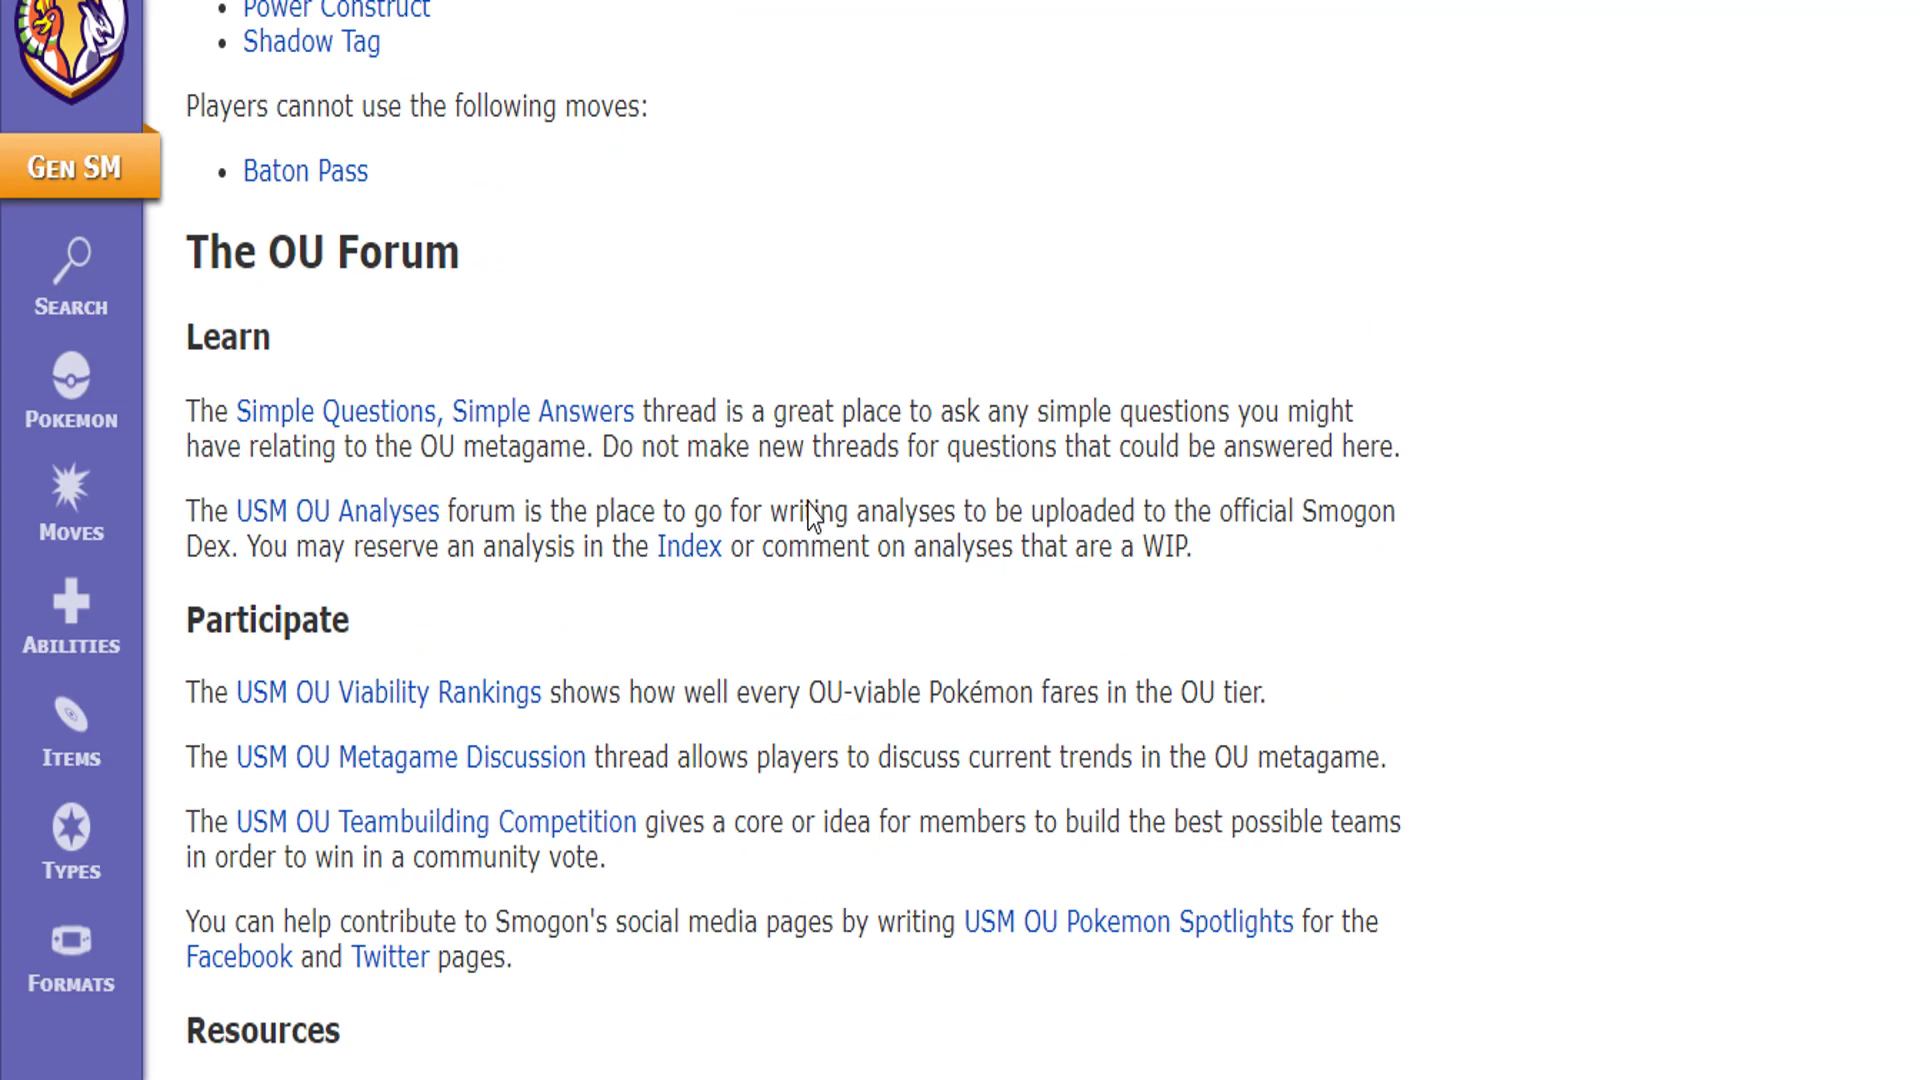 Power Construct
Shadow Tag
Players cannot use the following moves:
Baton Pass
GEN SM
The OU Forum
SEARCH
Learn
The Simple Questions, Simple Answers thread is a great place to ask any simple questions you might
have relating to the OU metagame. Do not make new threads for questions that could be answered here.
POKEMON
The USM OU Analyses forum is the place to go for writing analyses to be uploaded to the official Smogon
Dex. You may reserve an analysis in the Index or comment on analyses that are a WIP.
MOVES
Participate
ABILITIES
The USM OU Viability Rankings shows how well every OU-viable Pokémon fares in the OU tier.
The USM OU Metagame Discussion thread allows players to discuss current trends in the OU metagame.
ITEMS
The USM OU Teambuilding Competition gives a core or idea for members to build the best possible teams
in order to win in a community vote.
TYPES
You can help contribute to Smogon's social media pages by writing USM OU Pokemon Spotlights for the
Facebook and Twitter pages.
FORMATS
Resources